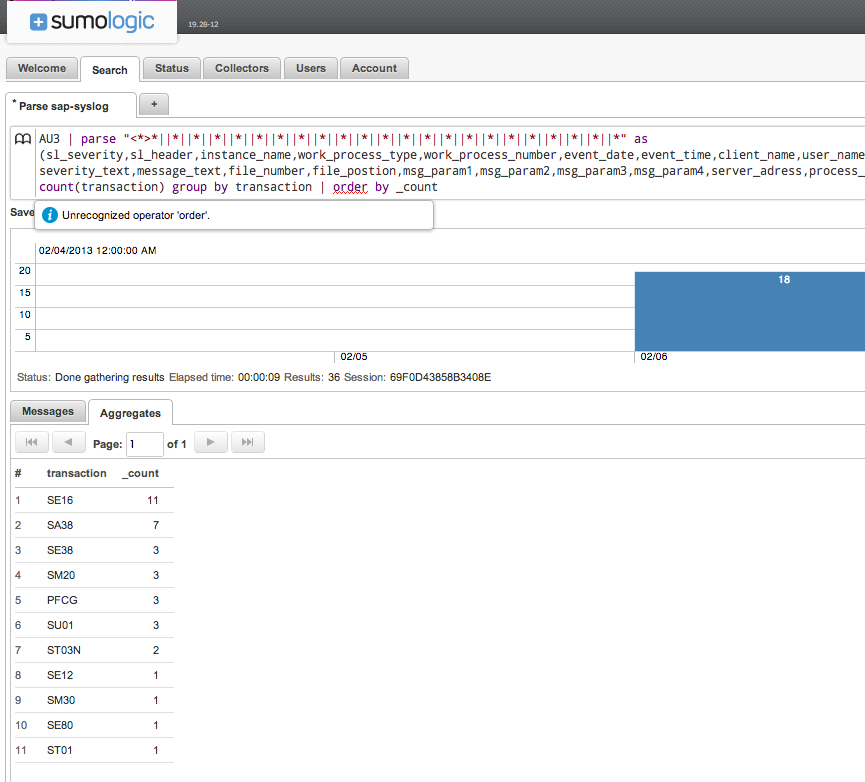 sumologic
19.28-12
Welcome Search Status Collectors Users Account
* Parse sap-syslog +
AU3 | parse "<*>*||*||*||*||*||*||*||*||*||*||*||*||*||*||*||*||*||*||*||*||*||*||*" as
(sl_severity,sl_header,instance_name,work_process_type,work_process_number,event_date,event_time,client_name,user_name
severity_text,message_text,file_number,file_postion,msg_param1,msg_param2,msg_param3,msg_param4,server_adress,process_
count(transaction) group by transaction | order by _count
Save
Unrecognized operator 'order'.
02/04/2013 12:00:00 AM
20
18
15
10
5
02/05 02/06
Status: Done gathering results Elapsed time: 00:00:09 Results: 36 Session: 69F0D43858B3408E
Messages Aggregates
Page: 1 of 1
# transaction _count
1 SE16 11
2 SA38 7
3 SE38 3
4 SM20 3
5 PFCG 3
6 SU01 3
7 ST03N 2
8 SE12 1
9 SM30 1
10 SE80 1
11 ST01 1